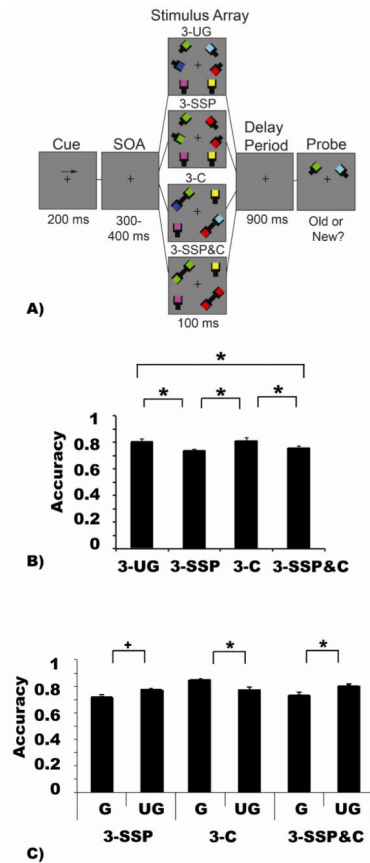 Stimulus Array
3-UG
3-SSP
Cue
SOA
Delay
Period
Probe
3-C
200 ms
300-
400 ms
900 ms
Old or
New?
3-SSP&C
100 ms
A)
*
* * *
1
0.8
0.6
0.4
0.2
0
Accuracy
3-UG 3-SSP 3-C 3-SSP&C
B)
+ * *
1
0.8
0.6
0.4
0.2
0
Accuracy
G UG G UG G UG
3-SSP 3-C 3-SSP&C
C)